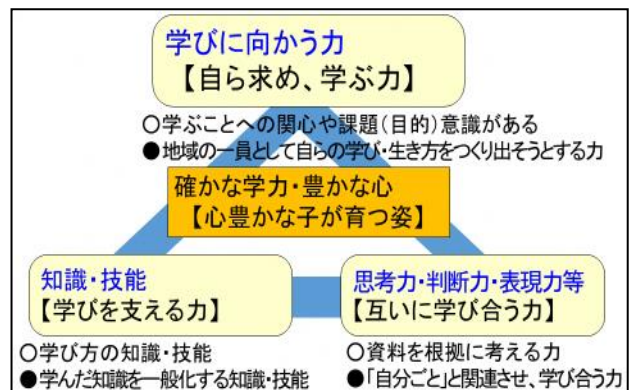 学びに向かう力
【自ら求め、学ぶ力】
○学ぶことへの関心や課題(目的)意識がある
●地域の一員として自らの学び・生き方をつくり出そうとする力
確かな学力・豊かな心
【心豊かな子が育つ姿】
知識・技能
【学びを支える力】
○学び方の知識・技能
●学んだ知識を一般化する知識・技能
思考力・判断力・表現力等
【互いに学び合う力】
○資料を根拠に考える力
●「自分ごと」と関連させ、学び合う力